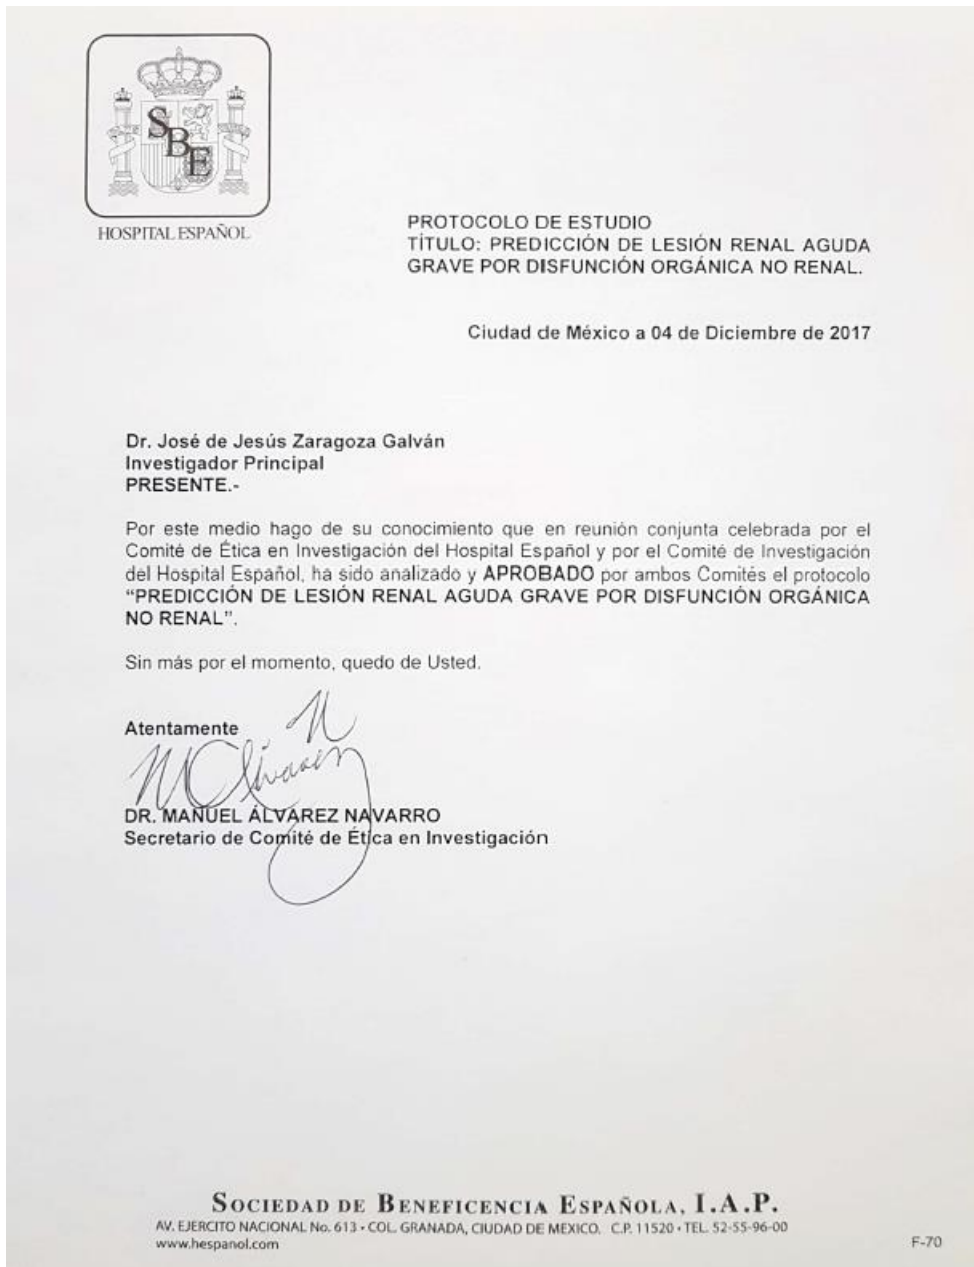 SBE
HOSPITAL ESPAÑOL
PROTOCOLO DE ESTUDIO
TÍTULO: PREDICCIÓN DE LESIÓN RENAL AGUDA
GRAVE POR DISFUNCIÓN ORGÁNICA NO RENAL.
Ciudad de México a 04 de Diciembre de 2017
Dr. José de Jesús Zaragoza Galván
Investigador Principal
PRESENTE.-
Por este medio hago de su conocimiento que en reunión conjunta celebrada por el
Comité de Ética en Investigación del Hospital Español y por el Comité de Investigación
del Hospital Español, ha sido analizado y APROBADO por ambos Comités el protocolo
“PREDICCIÓN DE LESIÓN RENAL AGUDA GRAVE POR DISFUNCIÓN ORGÁNICA
NO RENAL”.
Sin más por el momento, quedo de Usted.
Atentamente
N
M Alvarez
DR. MANUEL ÁLVAREZ NAVARRO
Secretario de Comité de Ética en Investigación
SOCIEDAD DE BENEFICENCIA ESPAÑOLA, I.A.P.
AV. EJERCITO NACIONAL No. 613 • COL. GRANADA, CIUDAD DE MEXICO. C.P. 11520 • TEL. 52-55-96-00
www.hespanol.com
F-70